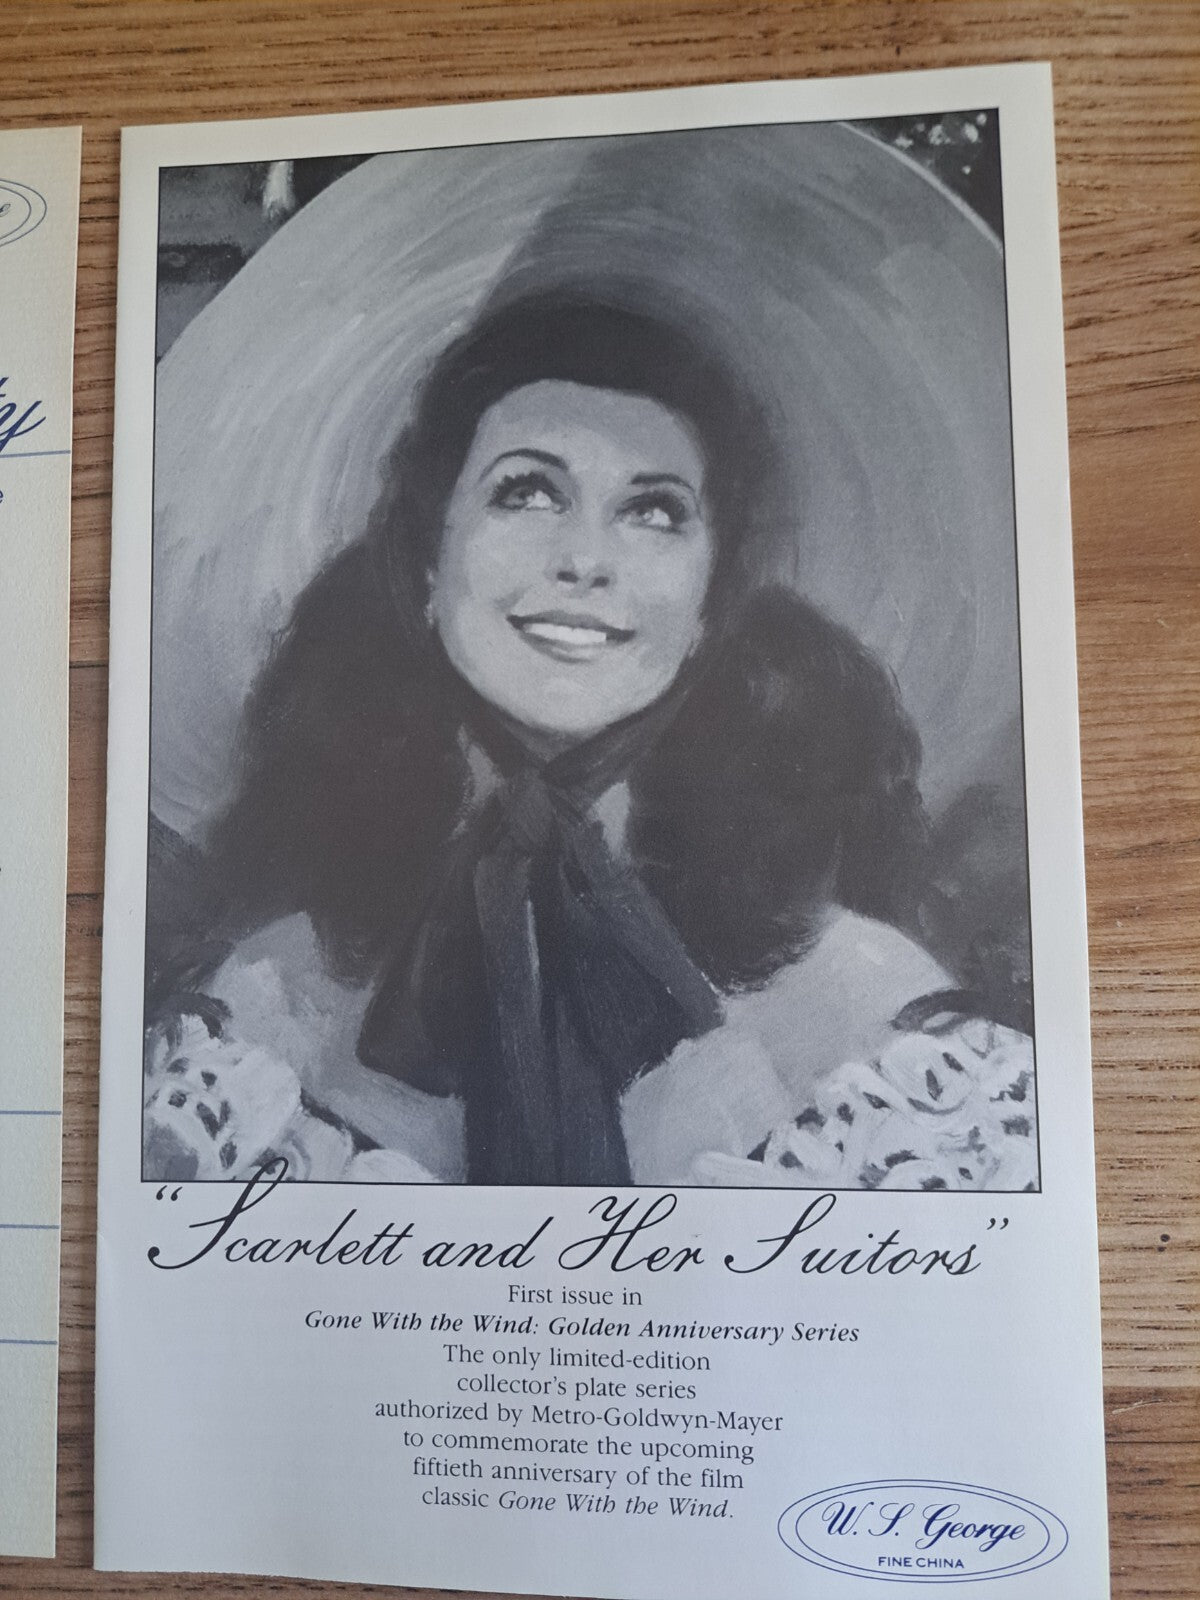 "Scarlett and Her Suitors"
First issue in
Gone With the Wind: Golden Anniversary Series
The only limited-edition
collector's plate series
authorized by Metro-Goldwyn-Mayer
to commemorate the upcoming
fiftieth anniversary of the film
classic Gone With the Wind.
W. S. George
FINE CHINA